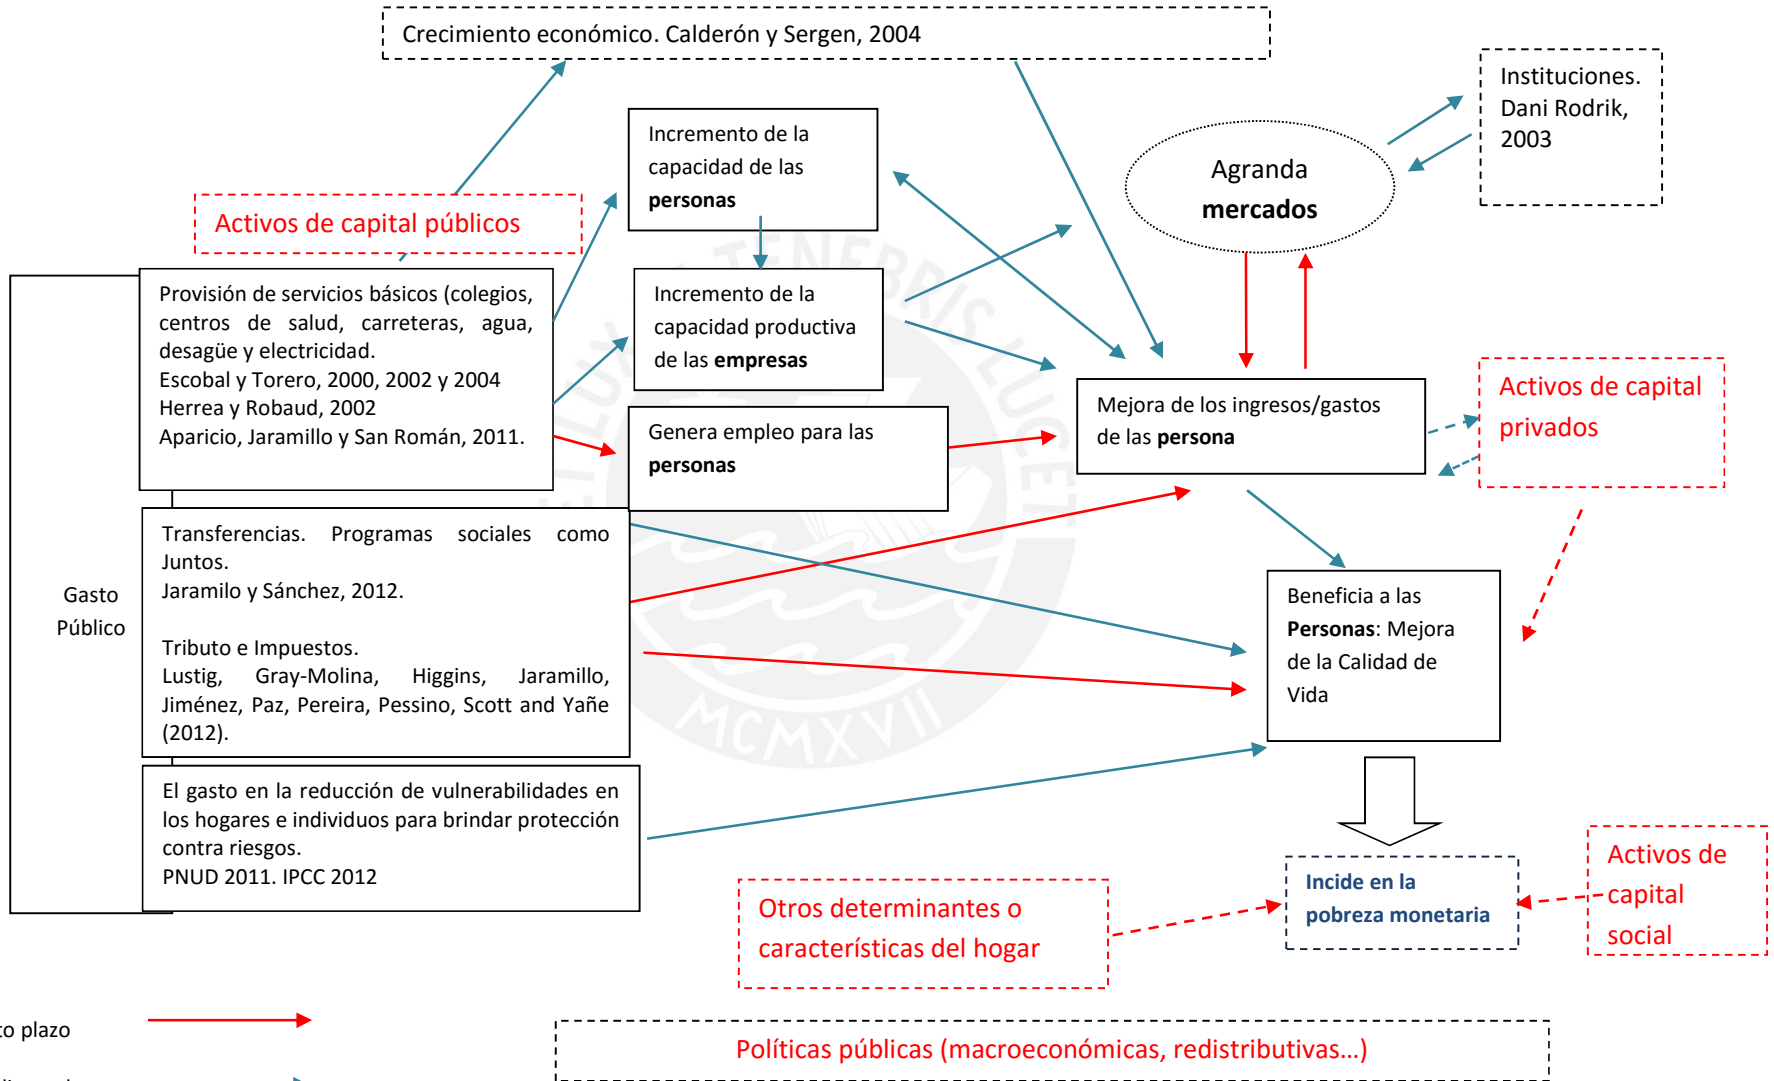 Crecimiento económico. Calderón y Sergen, 2004
Instituciones.
Dani Rodrik,
2003
Incremento de la
capacidad de las
personas
Agranda
mercados
Activos de capital públicos
Provisión de servicios básicos (colegios,
centros de salud, carreteras, agua,
desagüe y electricidad.
Escobal y Torero, 2000, 2002 y 2004
Herrea y Robaud, 2002
Aparicio, Jaramillo y San Román, 2011.
Incremento de la
capacidad productiva
de las empresas
Genera empleo para las
personas
Mejora de los ingresos/gastos
de las persona
Activos de capital
privados
Gasto
Público
Transferencias. Programas sociales como
Juntos.
Jaramilo y Sánchez, 2012.
Tributo e Impuestos.
Lustig, Gray-Molina, Higgins, Jaramillo,
Jiménez, Paz, Pereira, Pessino, Scott and Yañe
(2012).
Beneficia a las
Personas: Mejora
de la Calidad de
Vida
El gasto en la reducción de vulnerabilidades en
los hogares e individuos para brindar protección
contra riesgos.
PNUD 2011. IPCC 2012
Otros determinantes o
características del hogar
Incide en la
pobreza monetaria
Activos de
capital
social
to plazo
Políticas públicas (macroeconómicas, redistributivas...)
TENEBRIS LUCET
MCMXVII